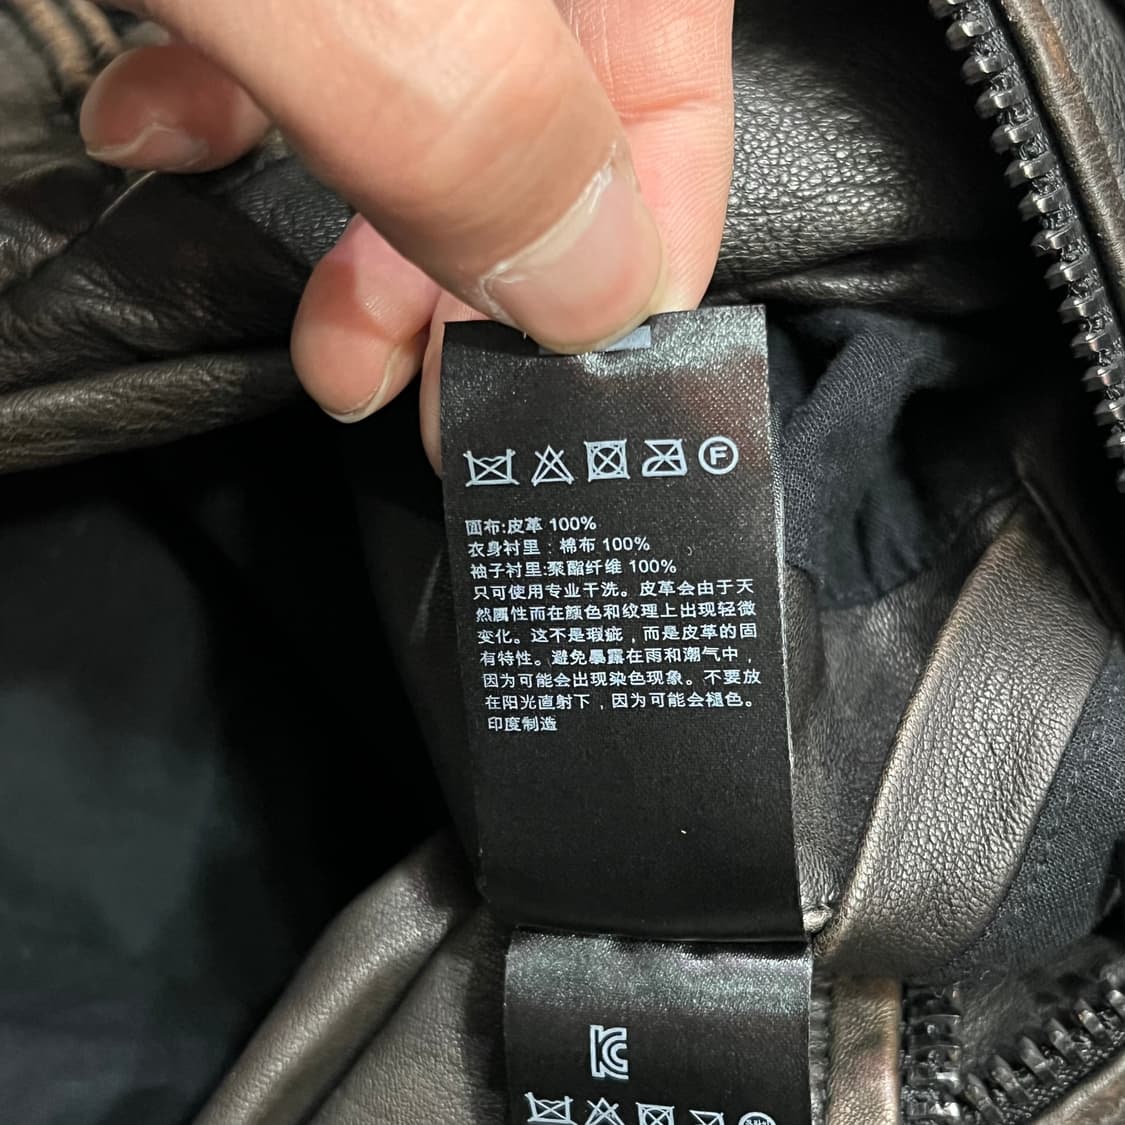 F
面布:皮革 100%
衣身衬里：棉布 100%
袖子衬里:聚酯纤维 100%
只可使用专业干洗。皮革会由于天
然属性而在颜色和纹理上出现轻微
变化。这不是瑕疵，而是皮革的固
有特性。避免暴露在雨和潮气中，
因为可能会出现染色现象。不要放
在阳光直射下，因为可能会褪色。
印度制造
KC